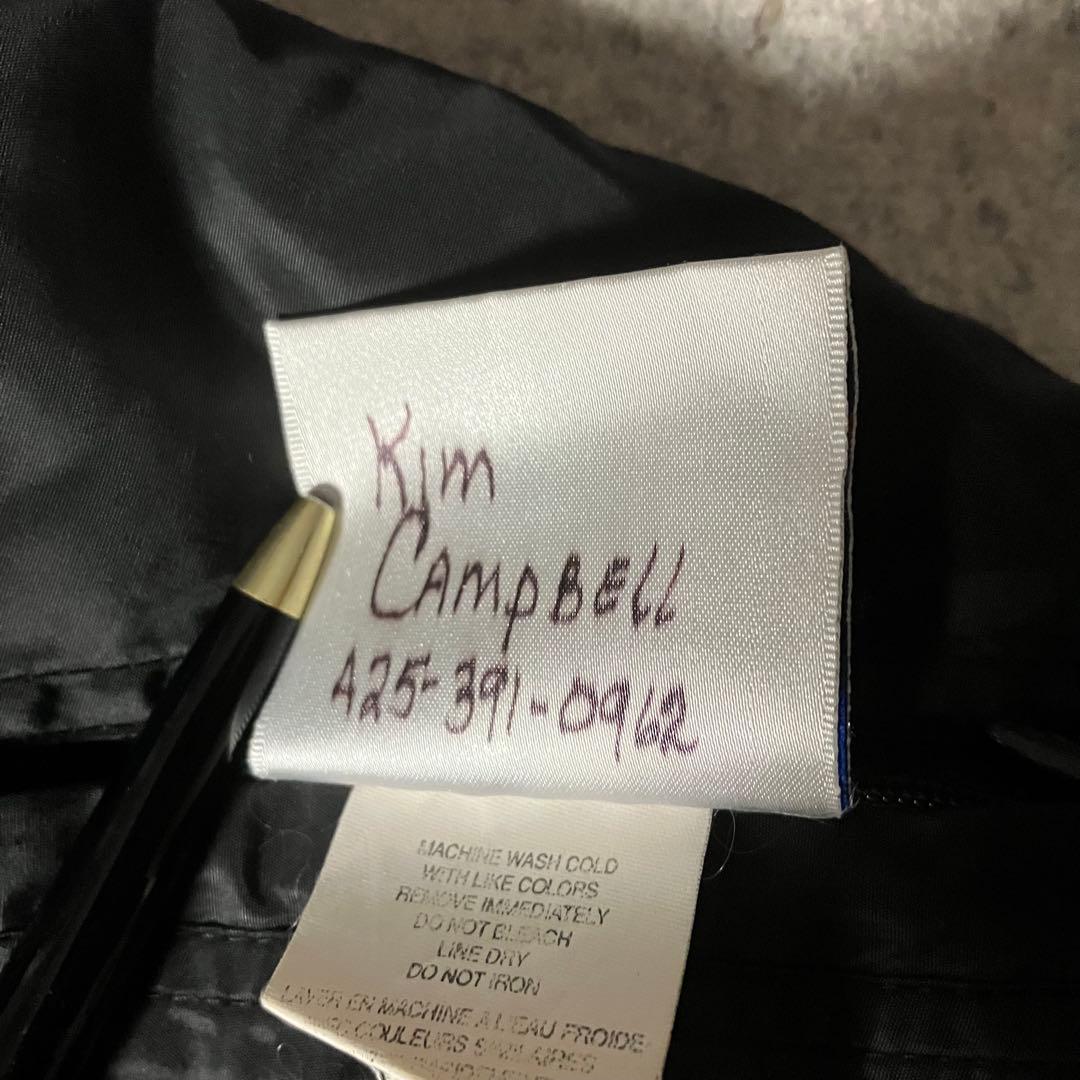 Kim
CAMPBELL
425-391-0962
MACHINE WASH COLD
WITH LIKE COLORS
REMOVE IMMEDIATELY
DO NOT BLEACH
LINE DRY
DO NOT IRON
LAVER EN MACHINE A L'EAU FROIDE
COULEURS